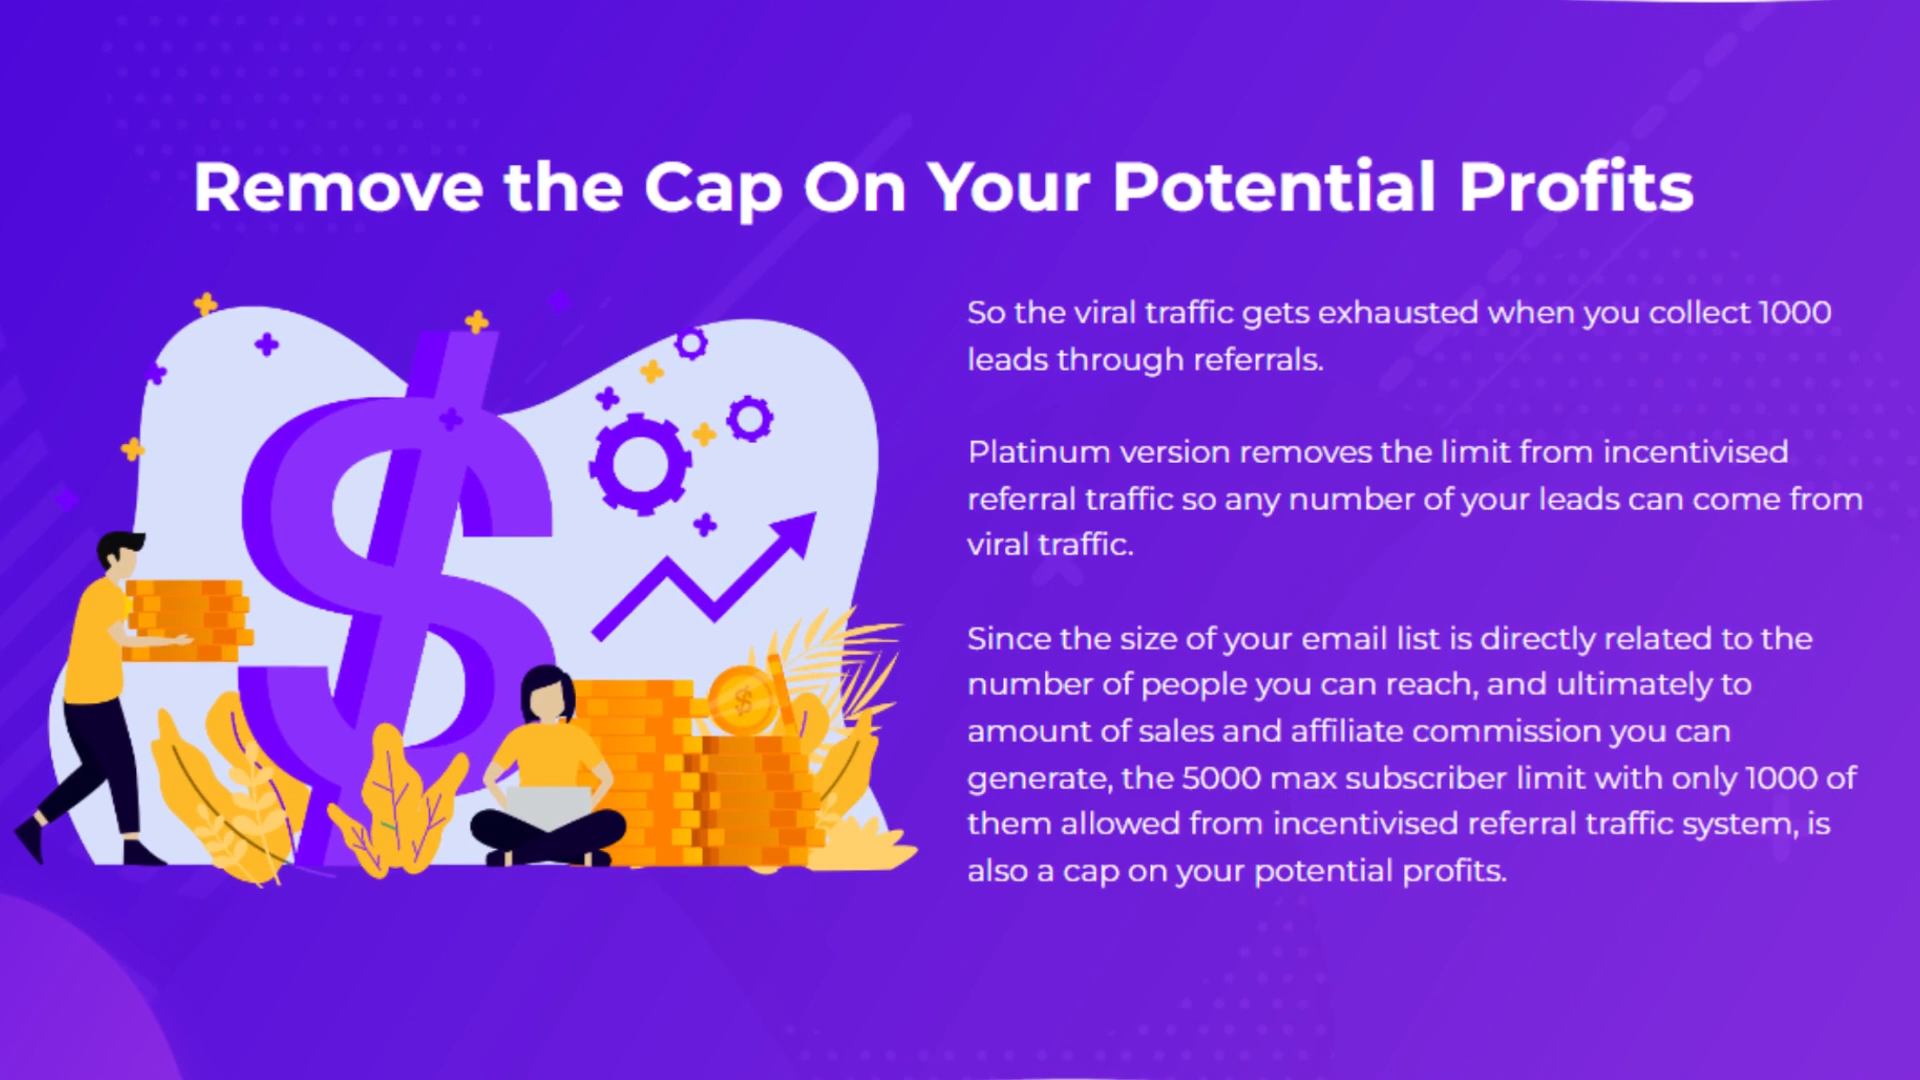 Remove the Cap On Your Potential Profits
So the viral traffic gets exhausted when you collect 1000
leads through referrals.
Platinum version removes the limit from incentivised
referral traffic so any number of your leads can come from
viral traffic.
Since the size of your email list is directly related to the
number of people you can reach, and ultimately to
amount of sales and affiliate commission you can
generate, the 5000 max subscriber limit with only 1000 of
them allowed from incentivised referral traffic system, is
also a cap on your potential profits.
$
$